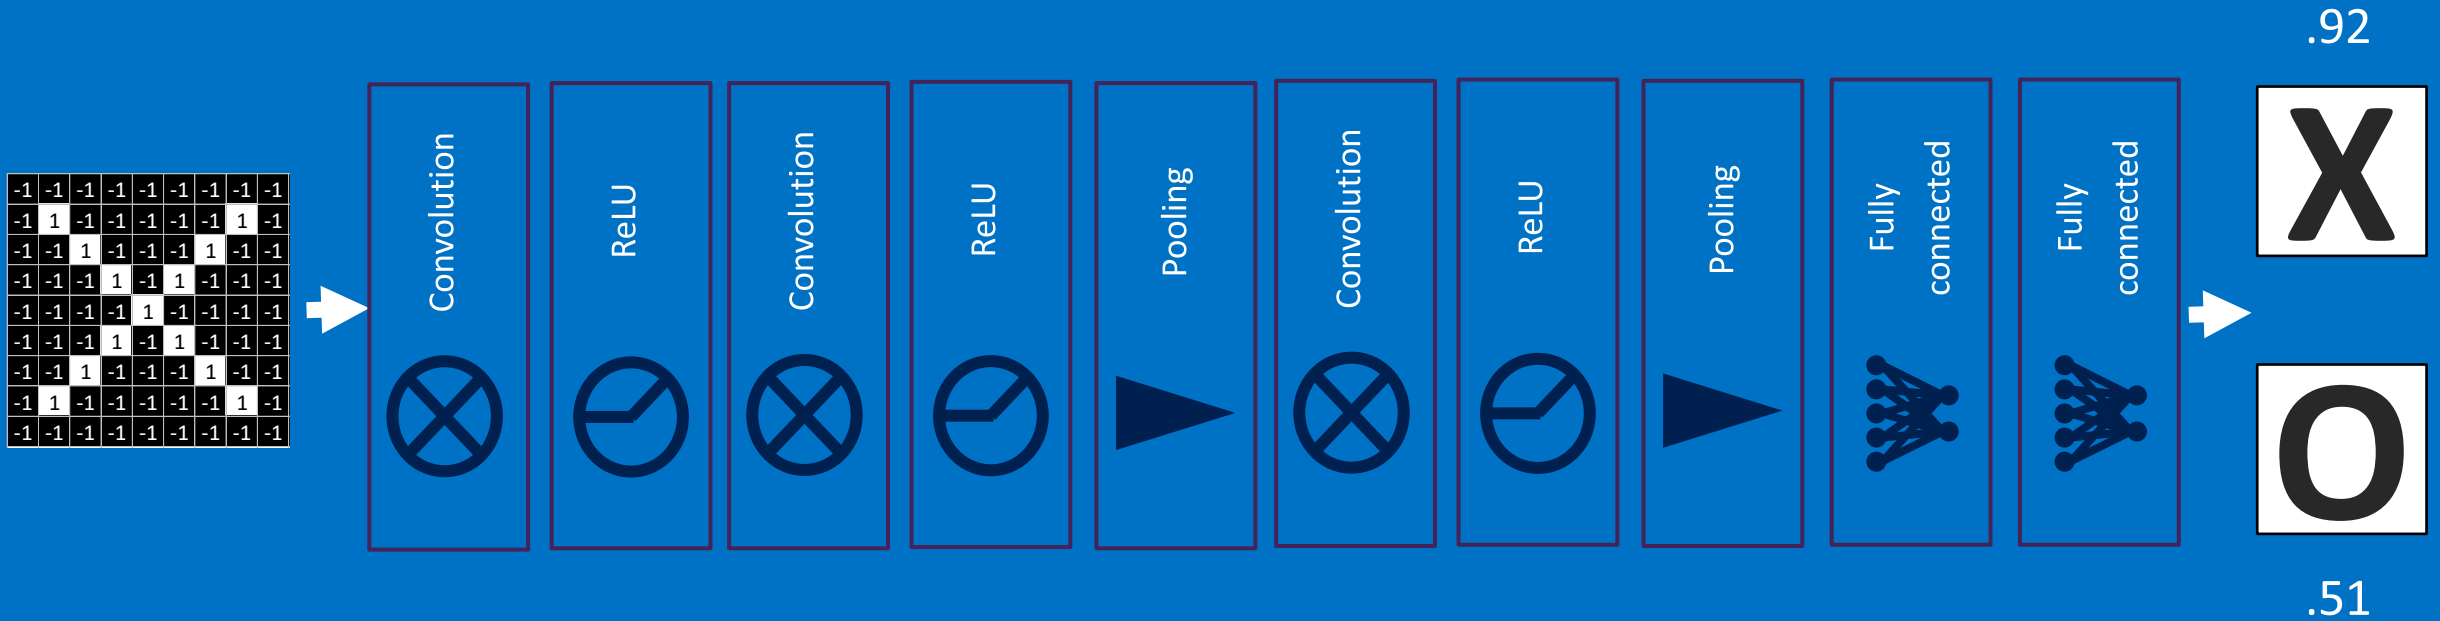 -1 -1 -1 -1 -1 -1 -1 -1 -1
-1 1 -1 -1 -1 -1 -1 1 -1
-1 -1 1 -1 -1 -1 1 -1 -1
-1 -1 -1 1 -1 1 -1 -1 -1
-1 -1 -1 -1 1 -1 -1 -1 -1
-1 -1 -1 1 -1 1 -1 -1 -1
-1 -1 1 -1 -1 -1 1 -1 -1
-1 1 -1 -1 -1 -1 -1 1 -1
-1 -1 -1 -1 -1 -1 -1 -1 -1
Convolution
ReLU
Convolution
ReLU
Pooling
Convolution
ReLU
Pooling
Fully
connected
Fully
connected
.92
X
O
.51